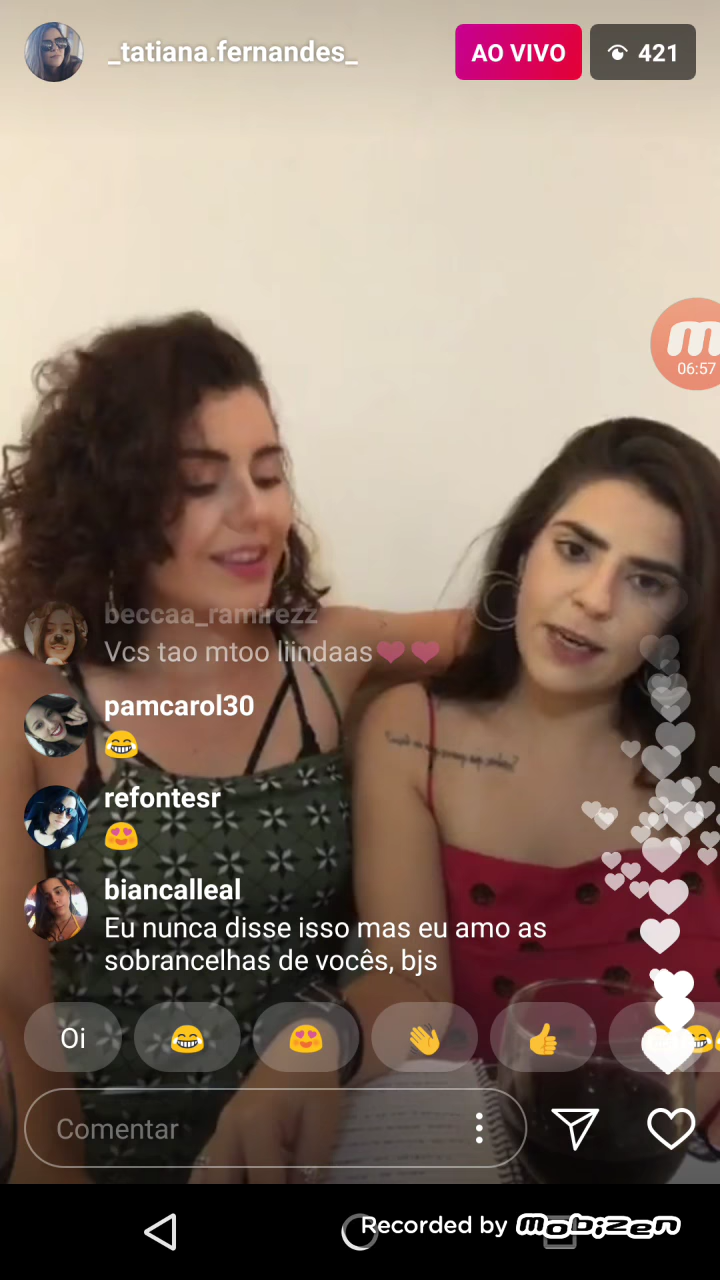 _tatiana.fernandes_
AO VIVO
421
06:57
beccaa_ramirezz
Vcs tao mtoo liindaas❤❤
pamcarol30
😂
refontesr
😍
biancalleal
Eu nunca disse isso mas eu amo as
sobrancelhas de vocês, bjs
Oi 😂 😍 👋 👍 😂
Comentar
Recorded by mobizen